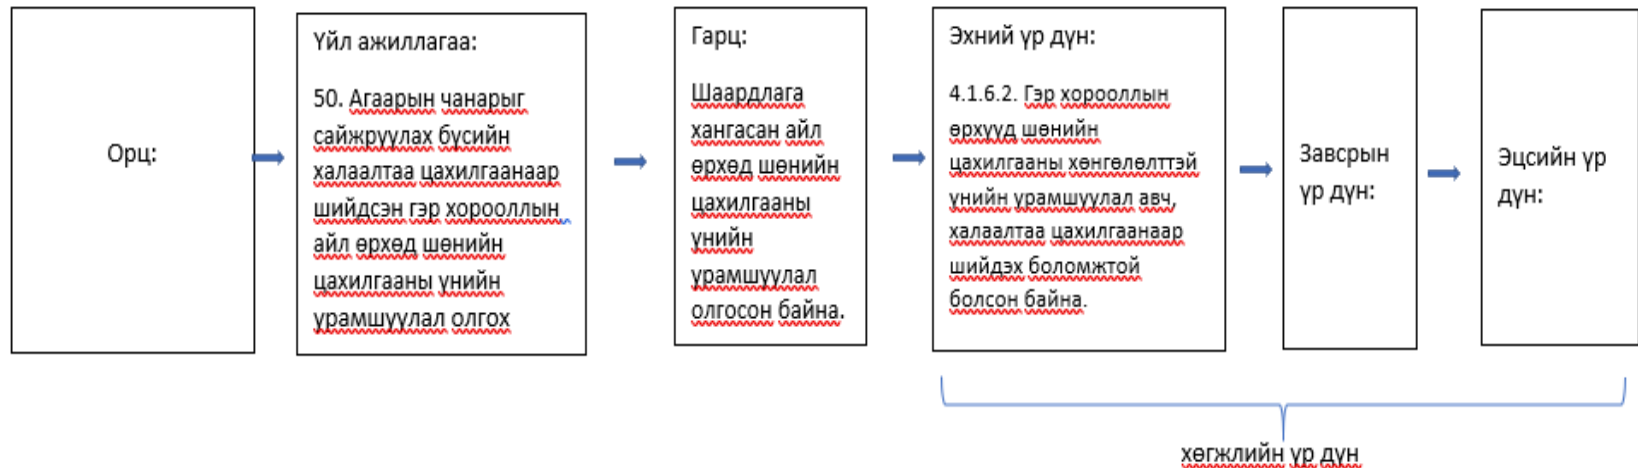 Орц:
Үйл ажиллагаа:
50. Агаарын чанарыг
сайжруулах бүсийн
халаалтаа цахилгаанаар
шийдсэн гэр хорооллын
айл өрхөд шөнийн
цахилгааны үнийн
урамшуулал олгох
Гарц:
Шаардлага
хангасан айл
өрхөд шөнийн
цахилгааны
үнийн
урамшуулал
олгосон байна.
Эхний үр дүн:
4.1.6.2. Гэр хорооллын
өрхүүд шөнийн
цахилгааны хөнгөлөлттэй
үнийн урамшуулал авч,
халаалтаа цахилгаанаар
шийдэх боломжтой
болсон байна.
Завсрын
үр дүн:
Эцсийн үр
дүн:
хөгжлийн үр дүн